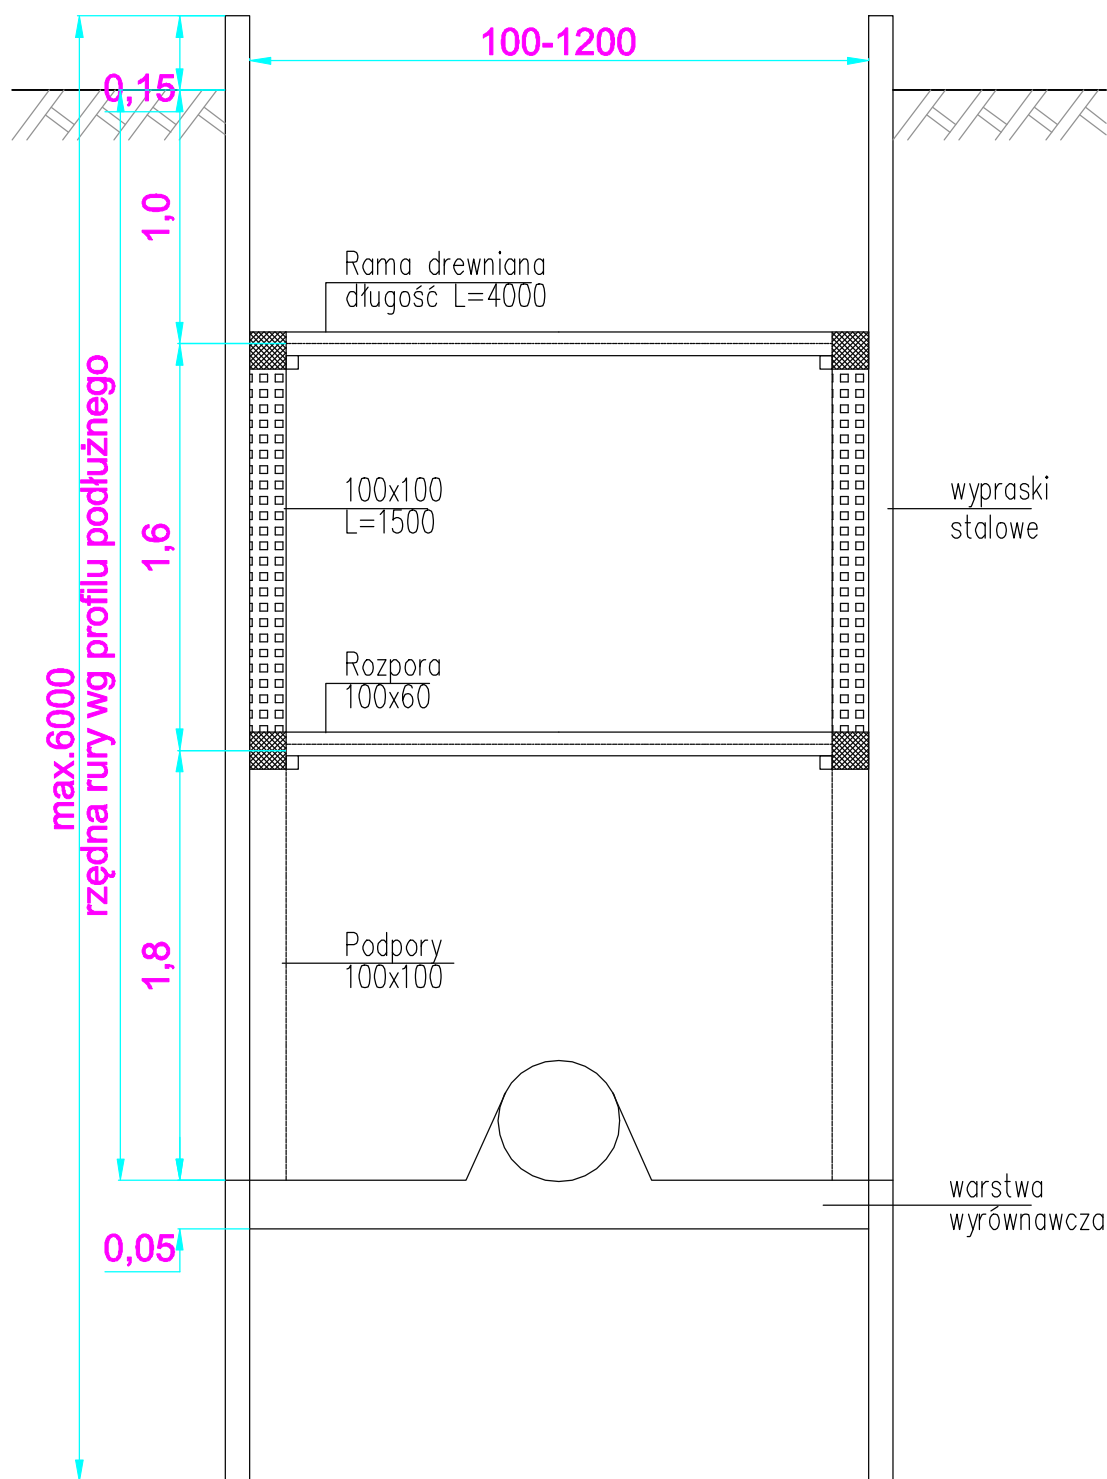 100-1200
0,15
1,0
Rama drewniana
długość L=4000
rzędna rury wg profilu podłużnego
100x100
L=1500
wypraski
stalowe
1,6
Rozpora
100x60
max.6000
1,8
Podpory
100x100
warstwa
wyrównawcza
0,05